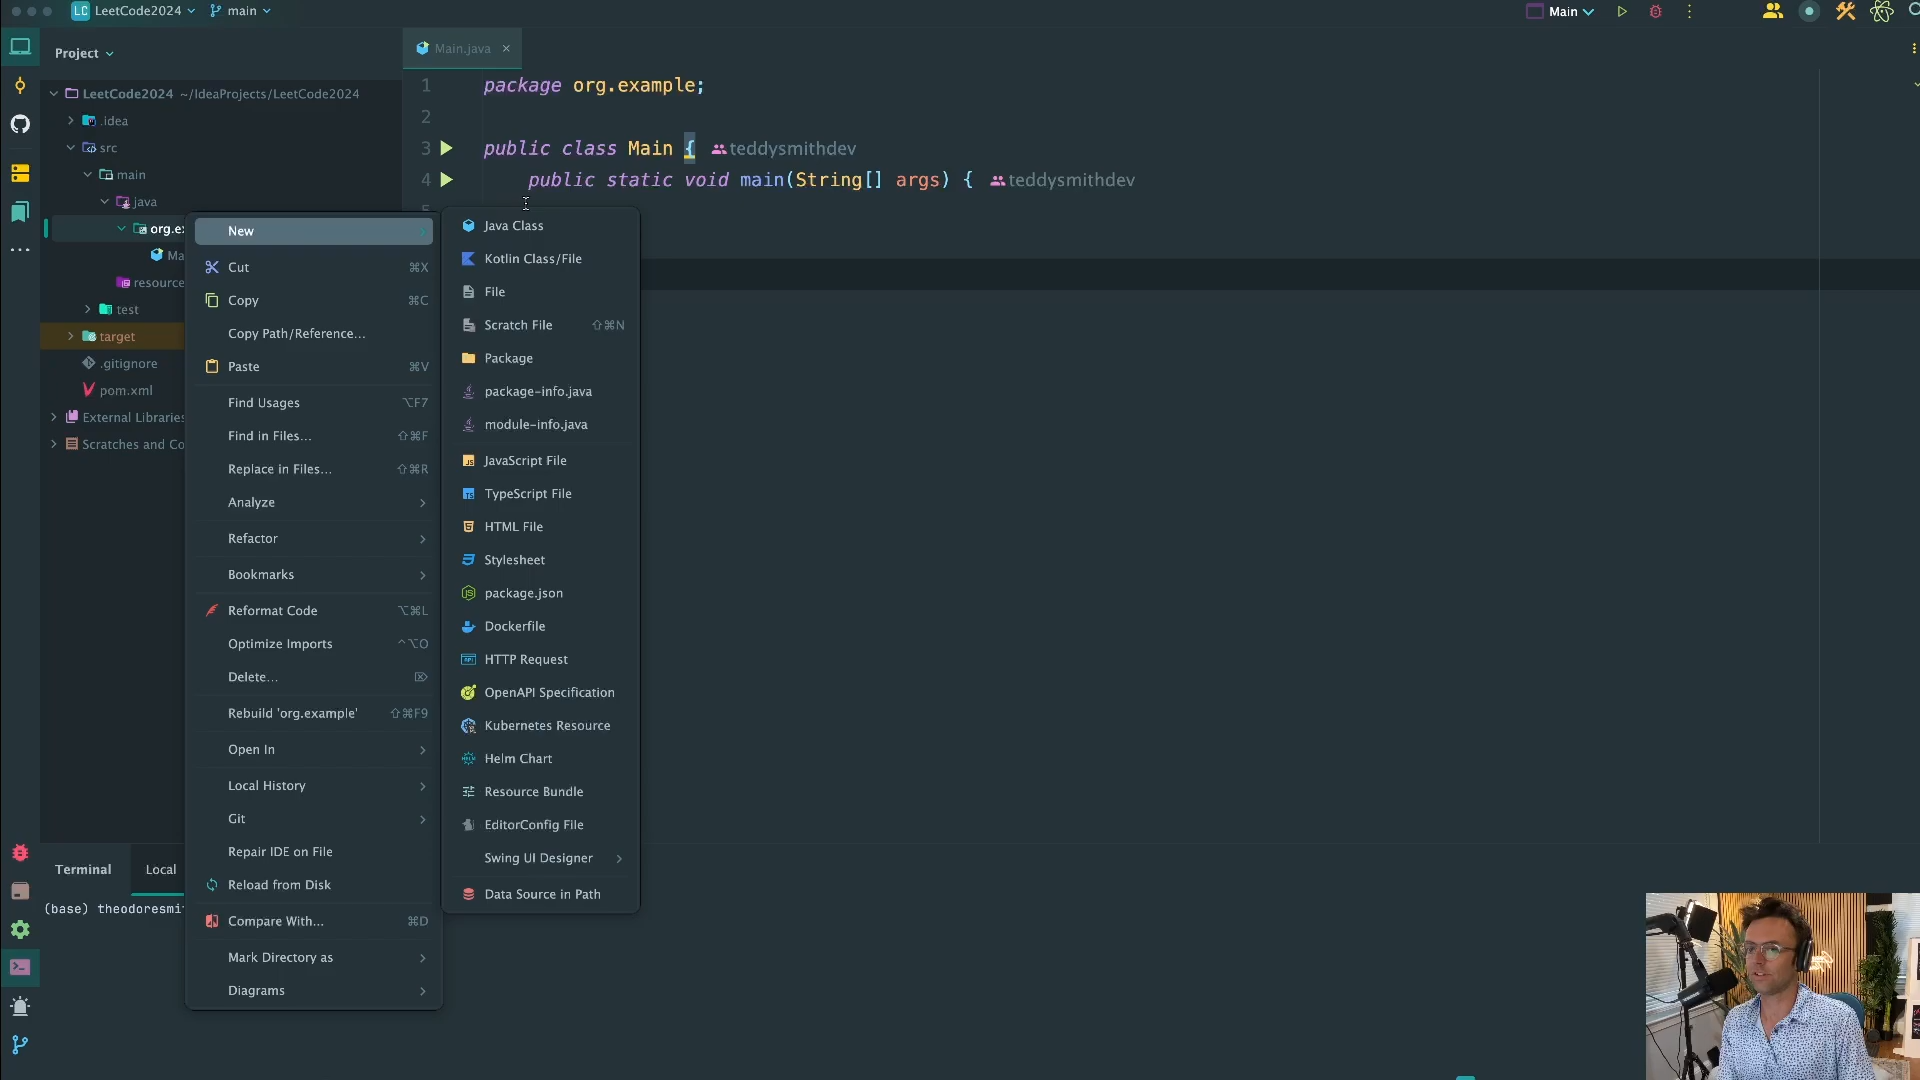 LC LeetCode2024 main Main
Project
LeetCode2024 ~/IdeaProjects/LeetCode2024
.idea
src
main
java
org.ex
Ma
resource
test
target
.gitignore
pom.xml
External Libraries
Scratches and Co
Main.java
1 package org.example;
2
3 public class Main { teddysmithdev
4 public static void main(String[] args) { teddysmithdev
New
Cut ⌘X
Copy ⌘C
Copy Path/Reference...
Paste ⌘V
Find Usages ⌥F7
Find in Files... ⇧⌘F
Replace in Files... ⇧⌘R
Analyze
Refactor
Bookmarks
Reformat Code ⌥⌘L
Optimize Imports ^⌥O
Delete... ⌦
Rebuild 'org.example' ⇧⌘F9
Open In
Local History
Git
Repair IDE on File
Reload from Disk
Compare With... ⌘D
Mark Directory as
Diagrams
Java Class
Kotlin Class/File
File
Scratch File ⇧⌘N
Package
package-info.java
module-info.java
JavaScript File
TypeScript File
HTML File
Stylesheet
package.json
Dockerfile
HTTP Request
OpenAPI Specification
Kubernetes Resource
Helm Chart
Resource Bundle
EditorConfig File
Swing UI Designer
Data Source in Path
Terminal Local
(base) theodoresmi